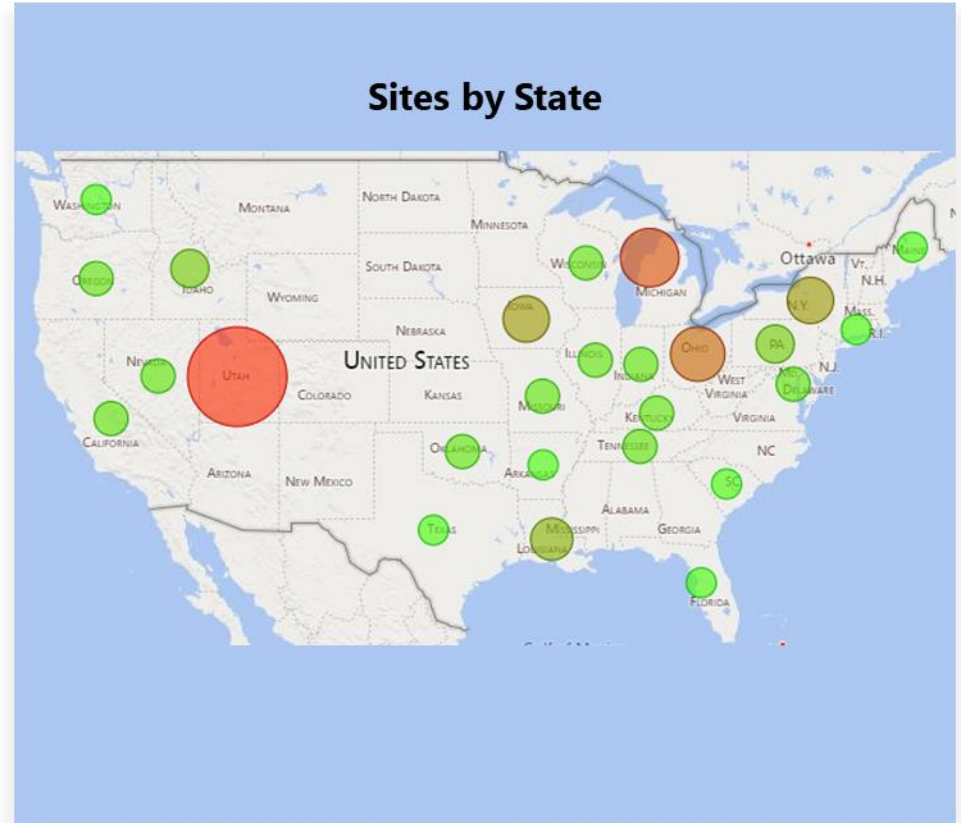 Sites by State
WASHINGTON
MONTANA
NORTH DAKOTA
MINNESOTA
OREGON
IDAHO
SOUTH DAKOTA
WISCONSIN
MICHIGAN
Ottawa
MAINE
VT.
N.H.
WYOMING
IOWA
N.Y.
MASS.
R.I.
NEBRASKA
NEVADA
UTAH
UNITED STATES
ILLINOIS
INDIANA
OHIO
PA
N.J.
COLORADO
KANSAS
MISSOURI
WEST
VIRGINIA
MD.
DELAWARE
CALIFORNIA
KENTUCKY
VIRGINIA
OKLAHOMA
TENNESSEE
NC
ARIZONA
NEW MEXICO
ARKANSAS
SC
ALABAMA
TEXAS
MISSISSIPPI
GEORGIA
LOUISIANA
FLORIDA